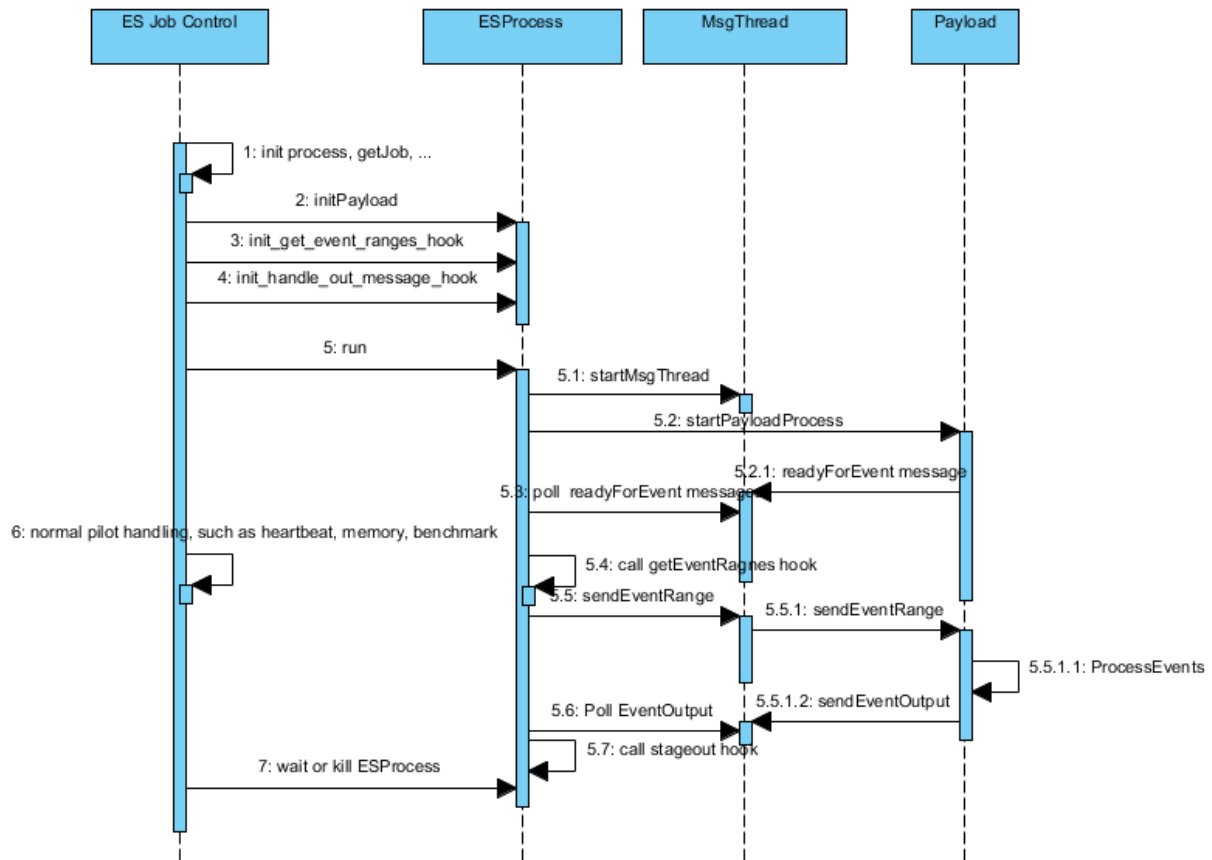 ES Job Control
ESProcess
MsgThread
Payload
1: init process, getJob, ...
2: initPayload
3: init_get_event_ranges_hook
4: init_handle_out_message_hook
5: run
5.1: startMsgThread
5.2: startPayloadProcess
5.2.1: readyForEvent message
5.3: poll readyForEvent messages
6: normal pilot handling, such as heartbeat, memory, benchmark
5.4: call getEventRagnes hook
5.5: sendEventRange
5.5.1: sendEventRange
5.5.1.1: ProcessEvents
5.5.1.2: sendEventOutput
5.6: Poll EventOutput
5.7: call stageout hook
7: wait or kill ESProcess